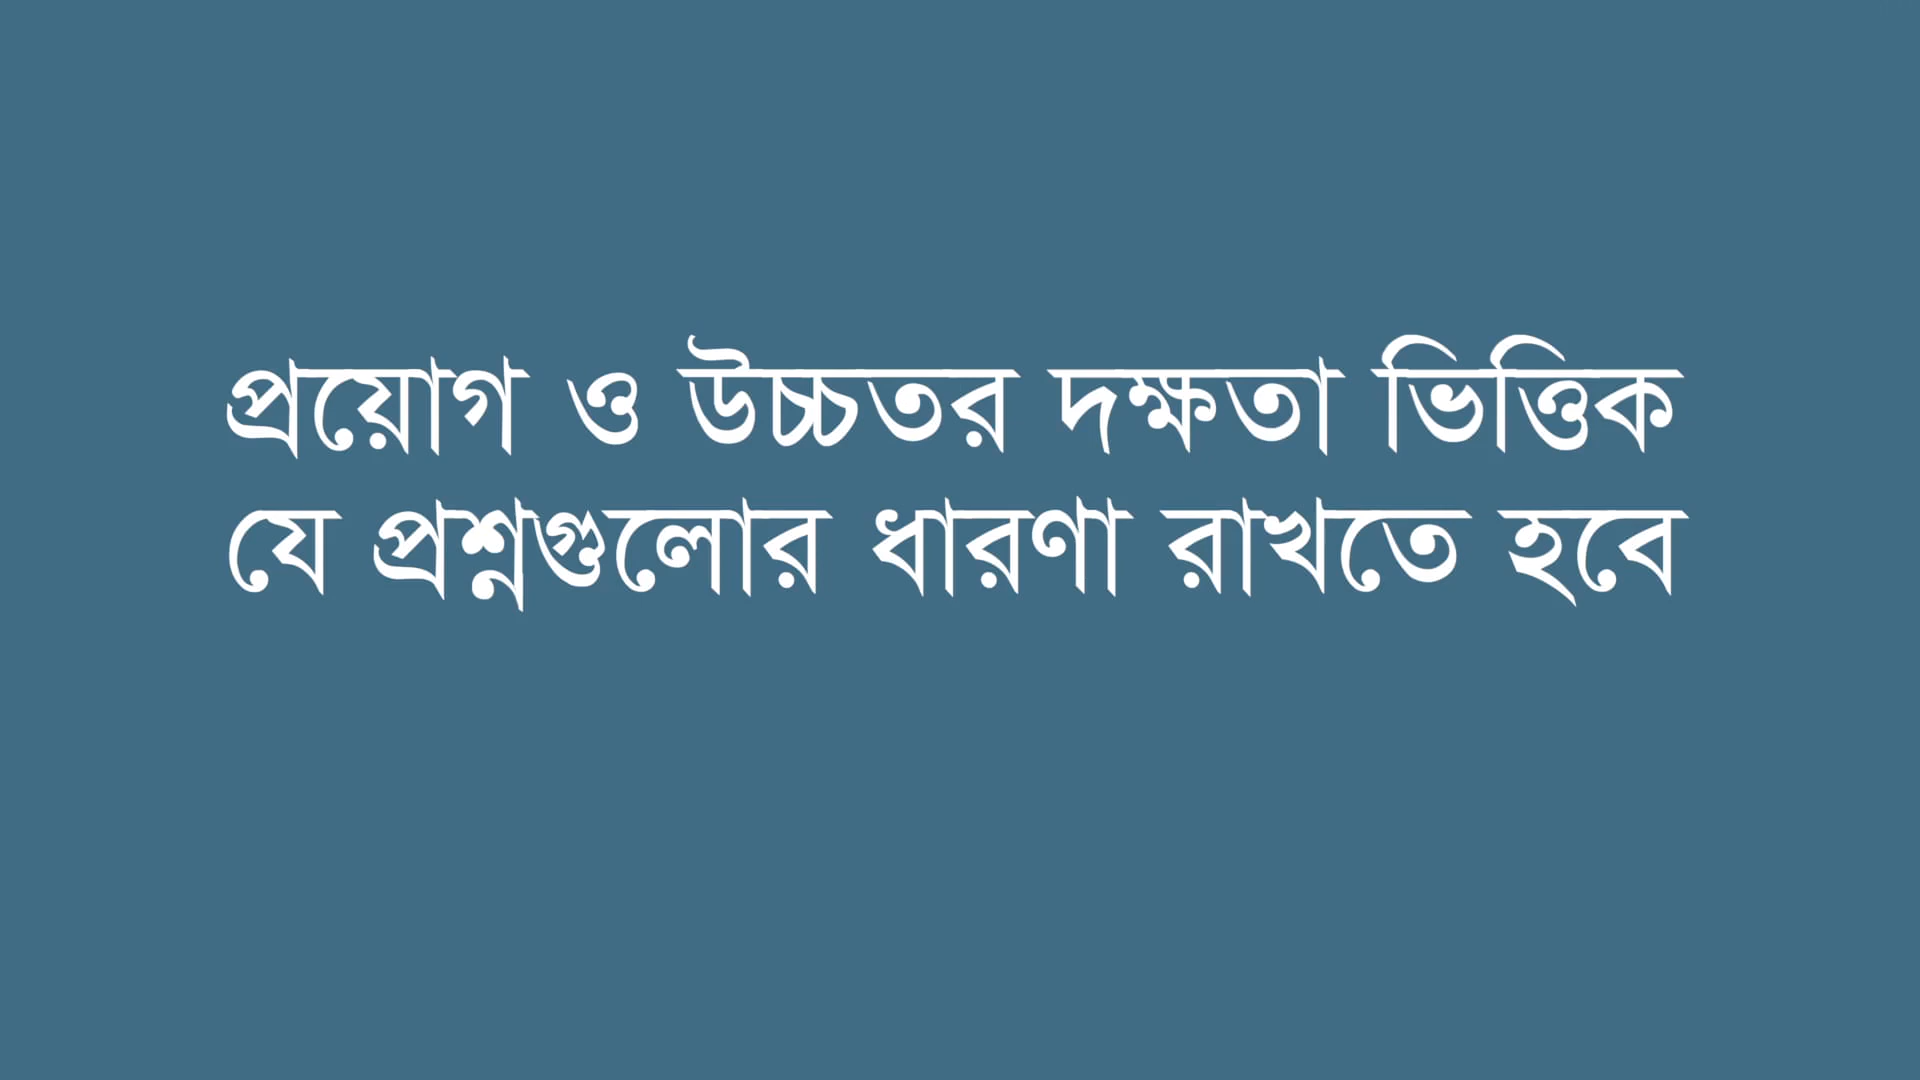 প্রয়োগ ও উচ্চতর দক্ষতা ভিত্তিক
যে প্রশ্নগুলোর ধারণা রাখতে হবে